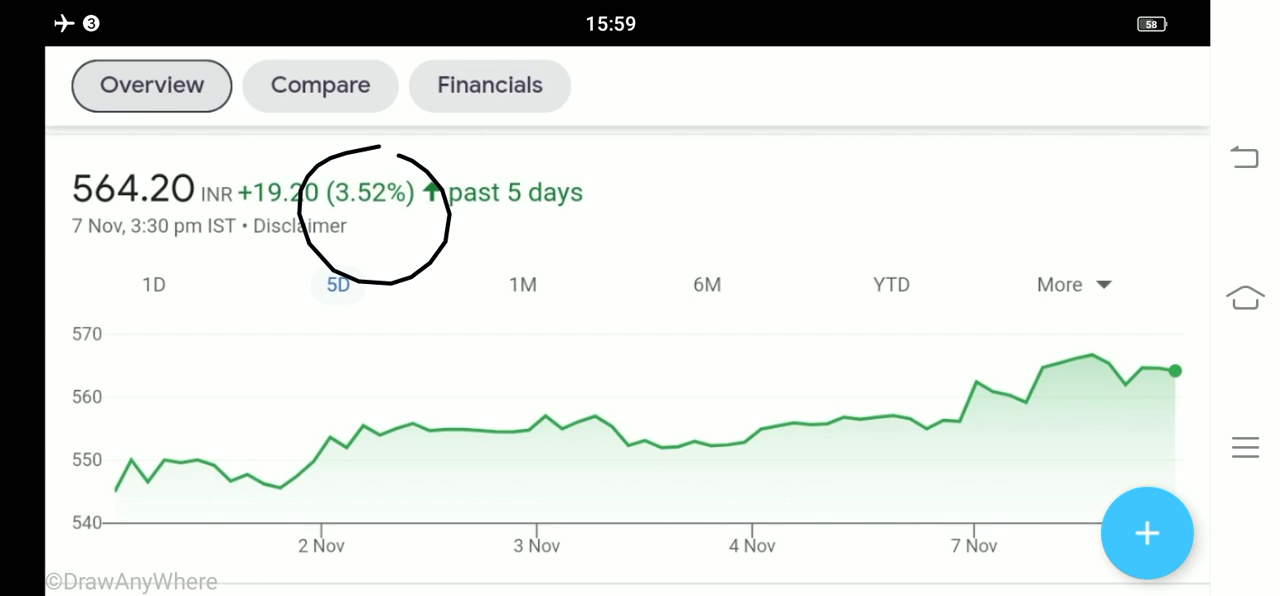 3 15:59 58
Overview Compare Financials
564.20 INR +19.20 (3.52%) ↑ past 5 days
7 Nov, 3:30 pm IST • Disclaimer
1D 5D 1M 6M YTD More
570
560
550
540
2 Nov 3 Nov 4 Nov 7 Nov
+
©DrawAnyWhere